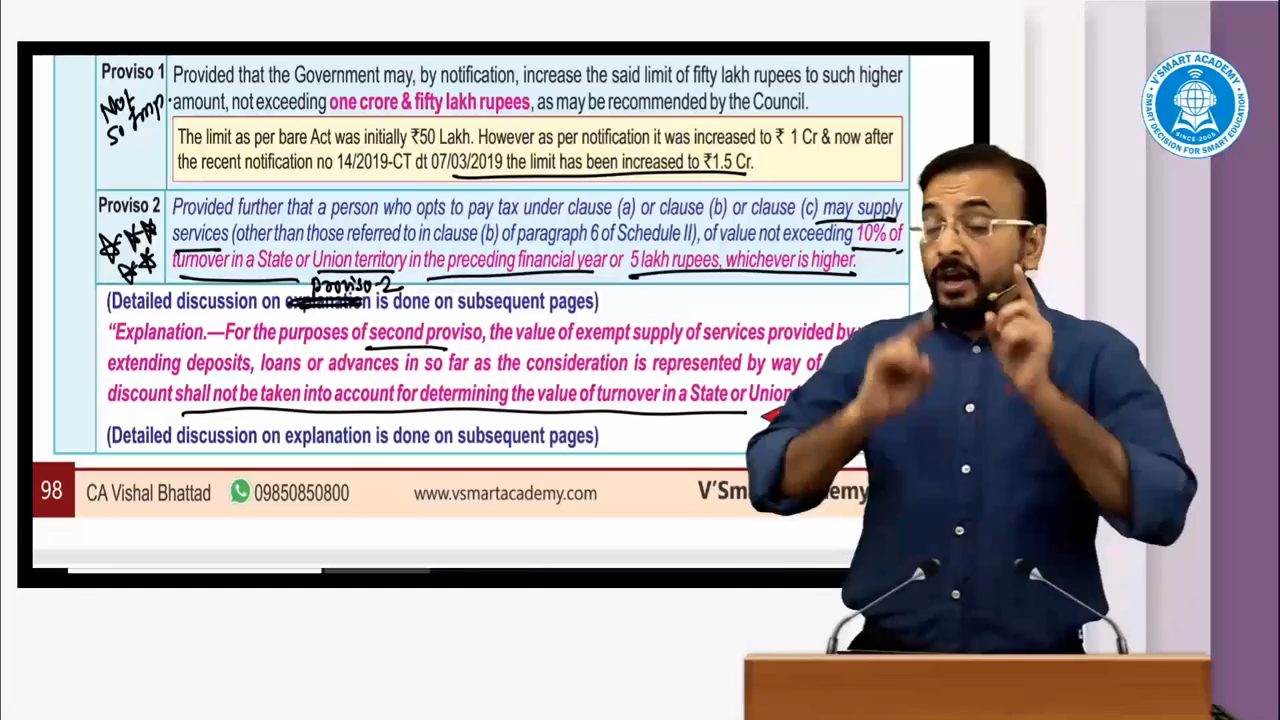 Proviso 1
Not
so Imp.
Provided that the Government may, by notification, increase the said limit of fifty lakh rupees to such higher
amount, not exceeding one crore & fifty lakh rupees, as may be recommended by the Council.
The limit as per bare Act was initially ₹50 Lakh. However as per notification it was increased to ₹ 1 Cr & now after
the recent notification no 14/2019-CT dt 07/03/2019 the limit has been increased to ₹1.5 Cr.
Proviso 2
Provided further that a person who opts to pay tax under clause (a) or clause (b) or clause (c) may supply
services (other than those referred to in clause (b) of paragraph 6 of Schedule II), of value not exceeding 10% of
turnover in a State or Union territory in the preceding financial year or 5 lakh rupees, whichever is higher.
proviso-2
(Detailed discussion on explanation is done on subsequent pages)
"Explanation.—For the purposes of second proviso, the value of exempt supply of services provided by
extending deposits, loans or advances in so far as the consideration is represented by way of
discount shall not be taken into account for determining the value of turnover in a State or Union
(Detailed discussion on explanation is done on subsequent pages)
98 CA Vishal Bhattad 09850850800 www.vsmartacademy.com
V'SMART ACADEMY
SMART DECISION FOR SMART EDUCATION
SINCE-2005